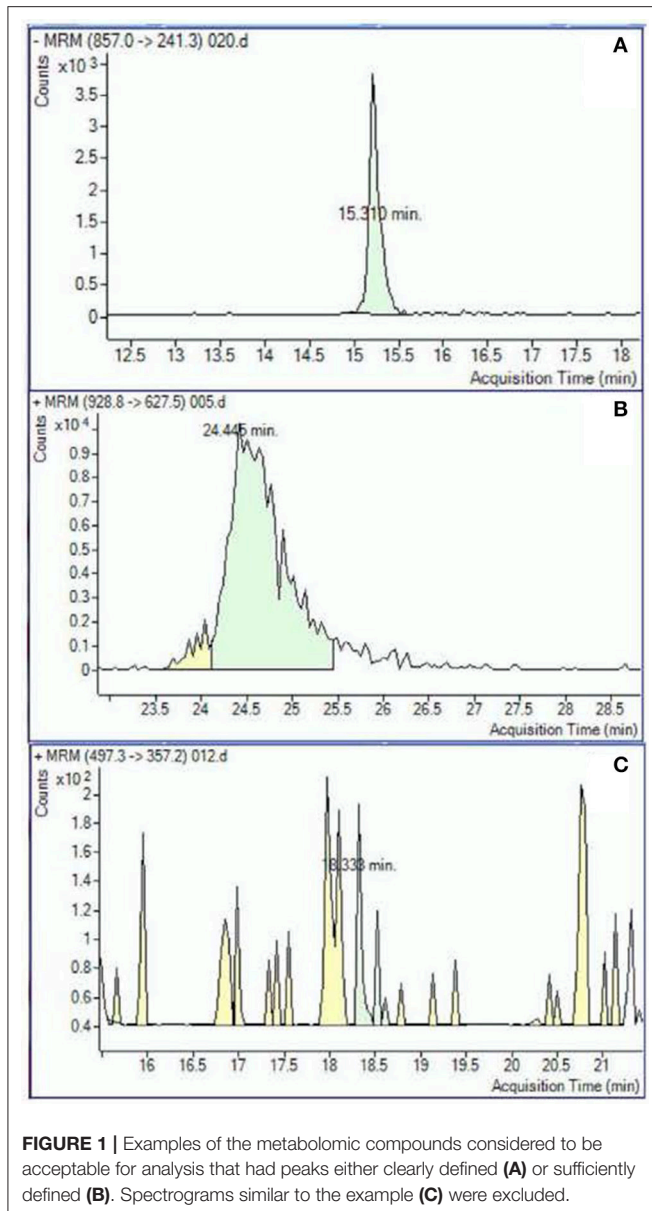 - MRM (857.0 -> 241.3) 020.d
A
Counts
x10 3
3.5
3
2.5
2
1.5
1
0.5
0
15.310 min.
12.5 13 13.5 14 14.5 15 15.5 16 16.5 17 17.5 18
Acquisition Time (min)
+ MRM (928.8 -> 627.5) 005.d
B
Counts
x10 4
0.9
0.8
0.7
0.6
0.5
0.4
0.3
0.2
0.1
0
24.445 min.
23.5 24 24.5 25 25.5 26 26.5 27 27.5 28 28.5
Acquisition Time (min)
+ MRM (497.3 -> 357.2) 012.d
C
Counts
x10 2
2
1.8
1.6
1.4
1.2
1
0.8
0.6
0.4
18.333 min.
16 16.5 17 17.5 18 18.5 19 19.5 20 20.5 21
Acquisition Time (min)
FIGURE 1 | Examples of the metabolomic compounds considered to be
acceptable for analysis that had peaks either clearly defined (A) or sufficiently
defined (B). Spectrograms similar to the example (C) were excluded.